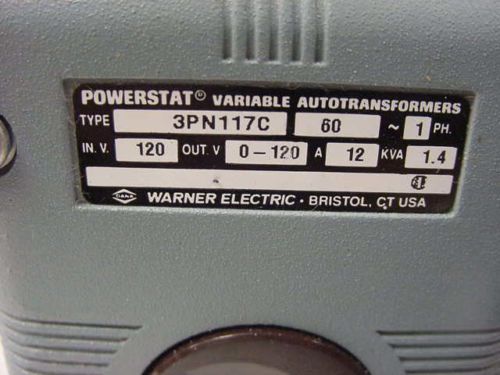 POWERSTAT® VARIABLE AUTOTRANSFORMERS
TYPE 3PN117C 60 ~ 1 PH.
IN. V. 120 OUT. V 0-120 A 12 KVA 1.4
DANA WARNER ELECTRIC · BRISTOL, CT USA